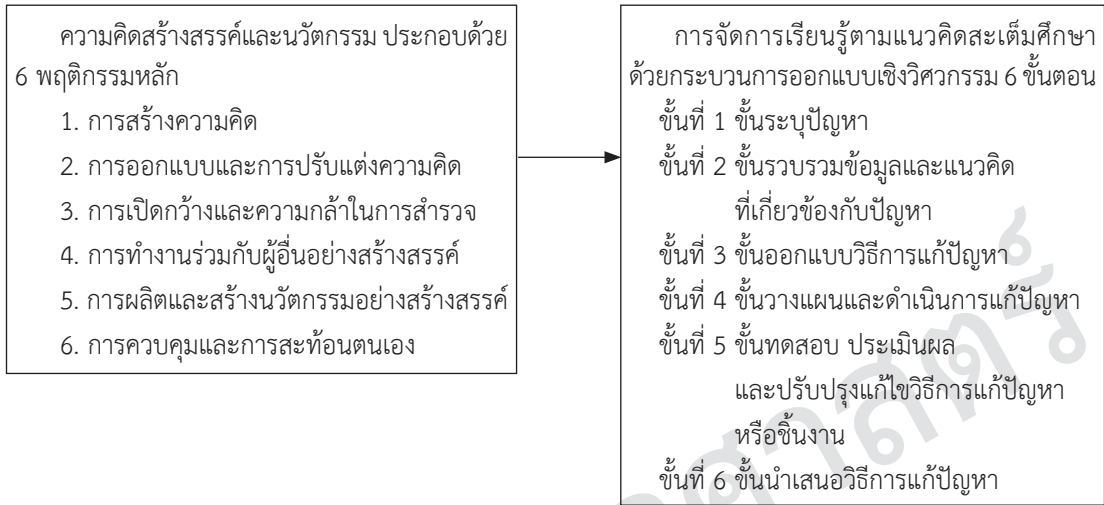 ความคิดสร้างสรรค์และนวัตกรรม ประกอบด้วย
6 พฤติกรรมหลัก
1. การสร้างความคิด
2. การออกแบบและการปรับแต่งความคิด
3. การเปิดกว้างและความกล้าในการสำรวจ
4. การทำงานร่วมกับผู้อื่นอย่างสร้างสรรค์
5. การผลิตและสร้างนวัตกรรมอย่างสร้างสรรค์
6. การควบคุมและการสะท้อนตนเอง
การจัดการเรียนรู้ตามแนวคิดสะเต็มศึกษา
ด้วยกระบวนการออกแบบเชิงวิศวกรรม 6 ขั้นตอน
ขั้นที่ 1 ขั้นระบุปัญหา
ขั้นที่ 2 ขั้นรวบรวมข้อมูลและแนวคิด
ที่เกี่ยวข้องกับปัญหา
ขั้นที่ 3 ขั้นออกแบบวิธีการแก้ปัญหา
ขั้นที่ 4 ขั้นวางแผนและดำเนินการแก้ปัญหา
ขั้นที่ 5 ขั้นทดสอบ ประเมินผล
และปรับปรุงแก้ไขวิธีการแก้ปัญหา
หรือชิ้นงาน
ขั้นที่ 6 ขั้นนำเสนอวิธีการแก้ปัญหา